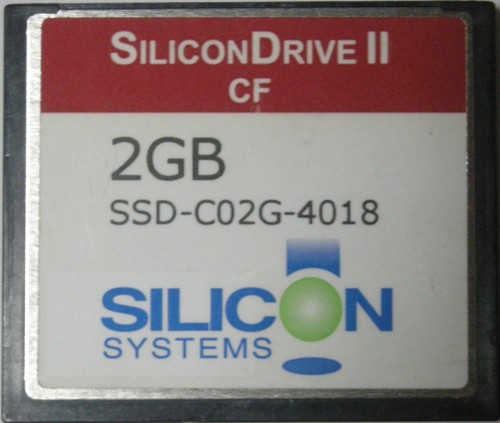 SILICONDRIVE II
CF
2GB
SSD-C02G-4018
SILICON
SYSTEMS